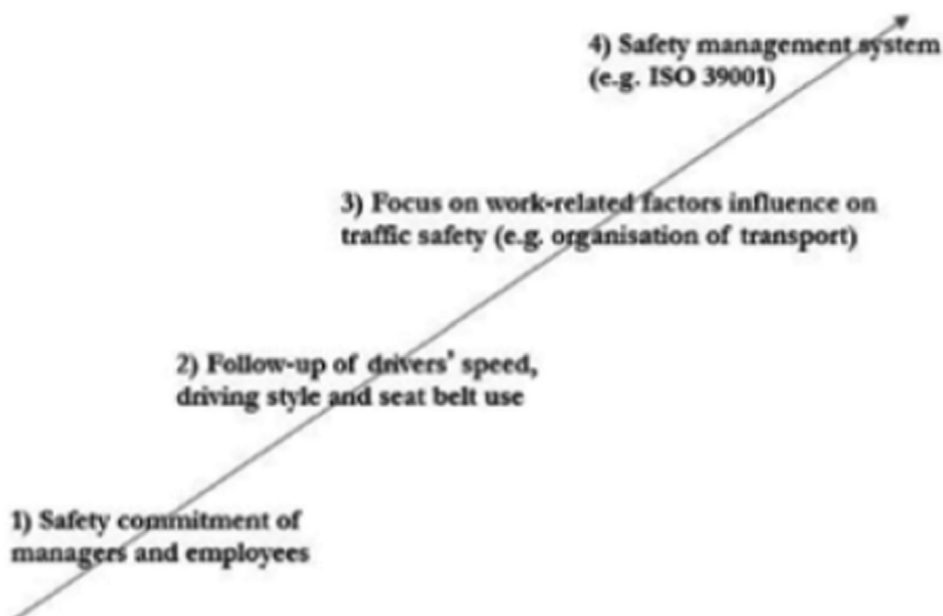 4) Safety management system
(e.g. ISO 39001)
3) Focus on work-related factors influence on
traffic safety (e.g. organisation of transport)
2) Follow-up of drivers' speed,
driving style and seat belt use
1) Safety commitment of
managers and employees